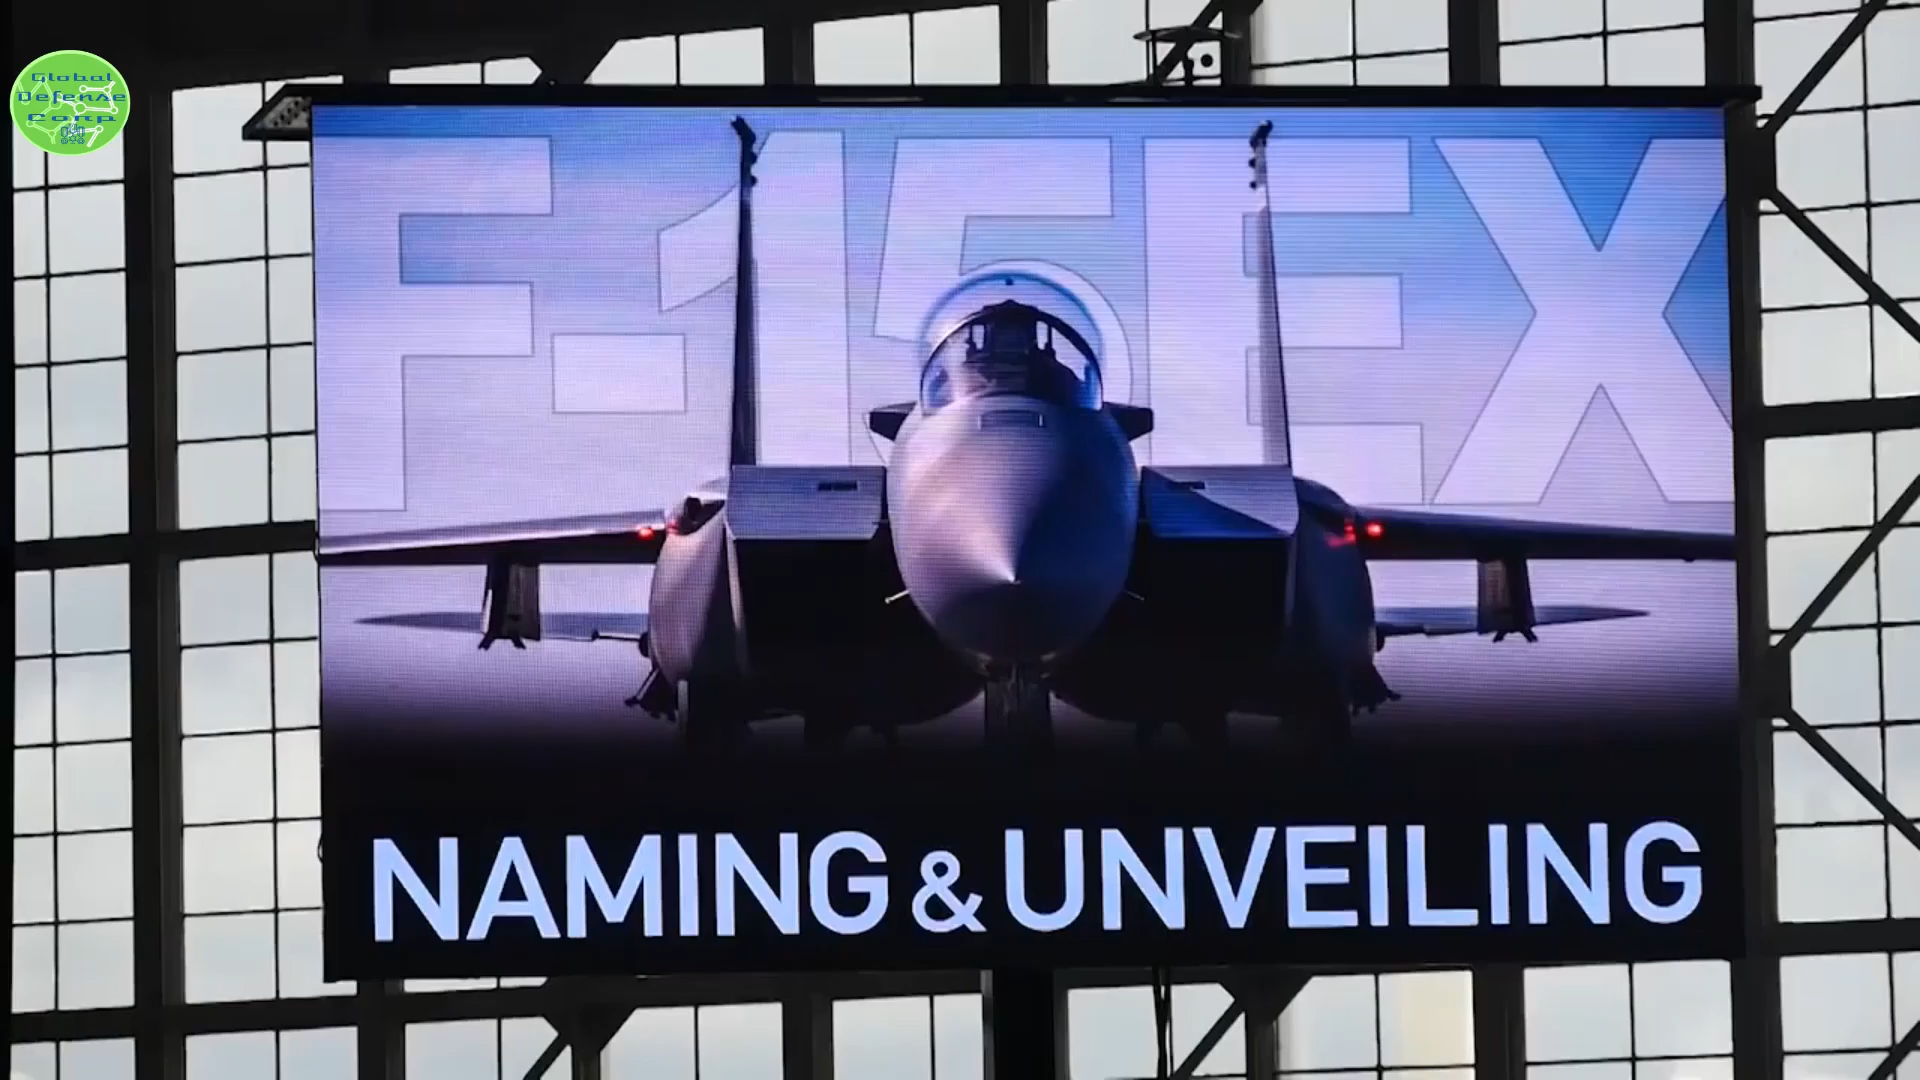 Global
Defense
Corp
F-15EX
NAMING & UNVEILING